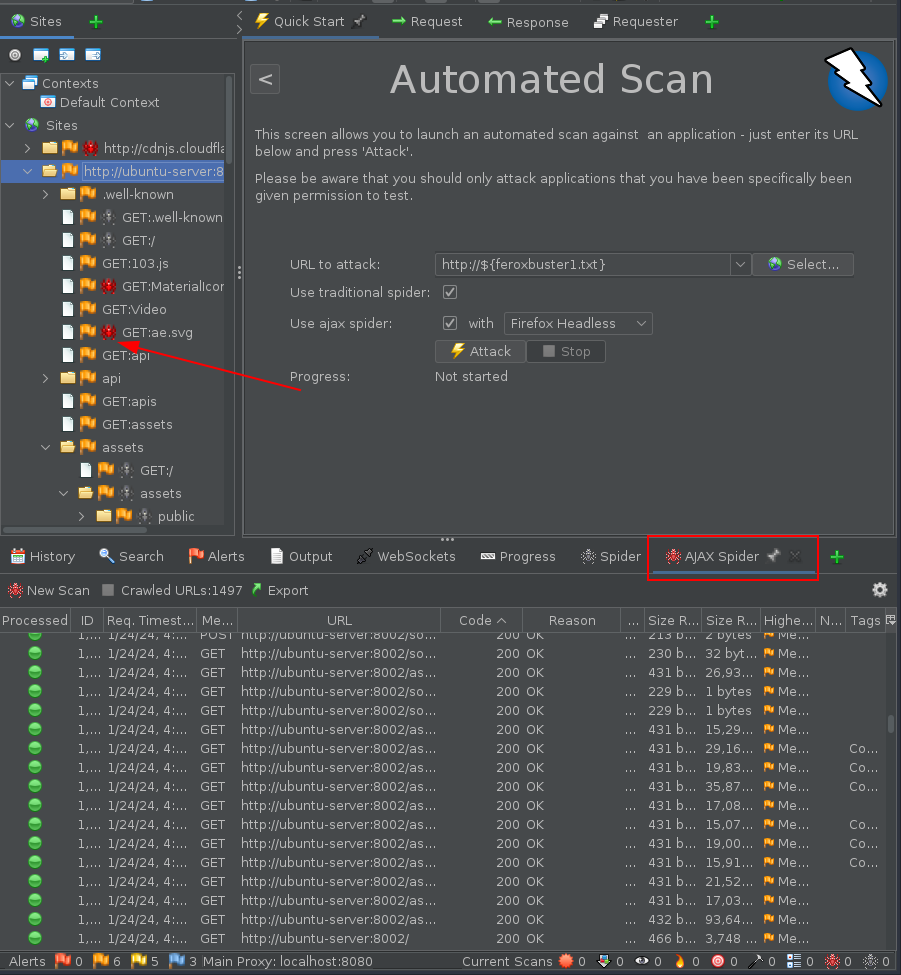 Sites
Quick Start
Request
Response
Requester
Contexts
Default Context
Sites
http://cdnjs.cloudfla
http://ubuntu-server:8
.well-known
GET:.well-known
GET:/
GET:103.js
GET:MaterialIcon
GET:Video
GET:ae.svg
GET:api
api
GET:apis
GET:assets
assets
GET:/
assets
public
<
Automated Scan
This screen allows you to launch an automated scan against an application - just enter its URL
below and press 'Attack'.
Please be aware that you should only attack applications that you have been specifically been
given permission to test.
URL to attack:
http://${feroxbuster1.txt}
Select...
Use traditional spider:
Use ajax spider:
with
Firefox Headless
Attack
Stop
Progress:
Not started
History
Search
Alerts
Output
WebSockets
Progress
Spider
AJAX Spider
New Scan
Crawled URLs:1497
Export
Processed ID Req. Timest... Me... URL Code Reason ... Size R... Size R... Highe... N... Tags
1,... 1/24/24, 4:... POST http://ubuntu-server:8002/so... 200 OK ... 213 b... 2 bytes Me...
1,... 1/24/24, 4:... GET http://ubuntu-server:8002/so... 200 OK ... 230 b... 32 byt... Me...
1,... 1/24/24, 4:... GET http://ubuntu-server:8002/as... 200 OK ... 431 b... 26,93... Me...
1,... 1/24/24, 4:... GET http://ubuntu-server:8002/so... 200 OK ... 229 b... 1 bytes Me...
1,... 1/24/24, 4:... GET http://ubuntu-server:8002/so... 200 OK ... 229 b... 1 bytes Me...
1,... 1/24/24, 4:... GET http://ubuntu-server:8002/as... 200 OK ... 431 b... 15,29... Me...
1,... 1/24/24, 4:... GET http://ubuntu-server:8002/as... 200 OK ... 431 b... 29,16... Me... Co...
1,... 1/24/24, 4:... GET http://ubuntu-server:8002/as... 200 OK ... 431 b... 19,83... Me... Co...
1,... 1/24/24, 4:... GET http://ubuntu-server:8002/as... 200 OK ... 431 b... 35,87... Me... Co...
1,... 1/24/24, 4:... GET http://ubuntu-server:8002/as... 200 OK ... 431 b... 17,08... Me...
1,... 1/24/24, 4:... GET http://ubuntu-server:8002/as... 200 OK ... 431 b... 15,07... Me... Co...
1,... 1/24/24, 4:... GET http://ubuntu-server:8002/as... 200 OK ... 431 b... 19,00... Me... Co...
1,... 1/24/24, 4:... GET http://ubuntu-server:8002/as... 200 OK ... 431 b... 15,91... Me... Co...
1,... 1/24/24, 4:... GET http://ubuntu-server:8002/as... 200 OK ... 431 b... 21,52... Me...
1,... 1/24/24, 4:... GET http://ubuntu-server:8002/as... 200 OK ... 431 b... 17,03... Me...
1,... 1/24/24, 4:... GET http://ubuntu-server:8002/as... 200 OK ... 432 b... 93,64... Me...
1,... 1/24/24, 4:... GET http://ubuntu-server:8002/ 200 OK ... 466 b... 3,748 ... Me...
Alerts 0 6 5 3 Main Proxy: localhost:8080 Current Scans 0 0 0 0 0 0 0 0 0